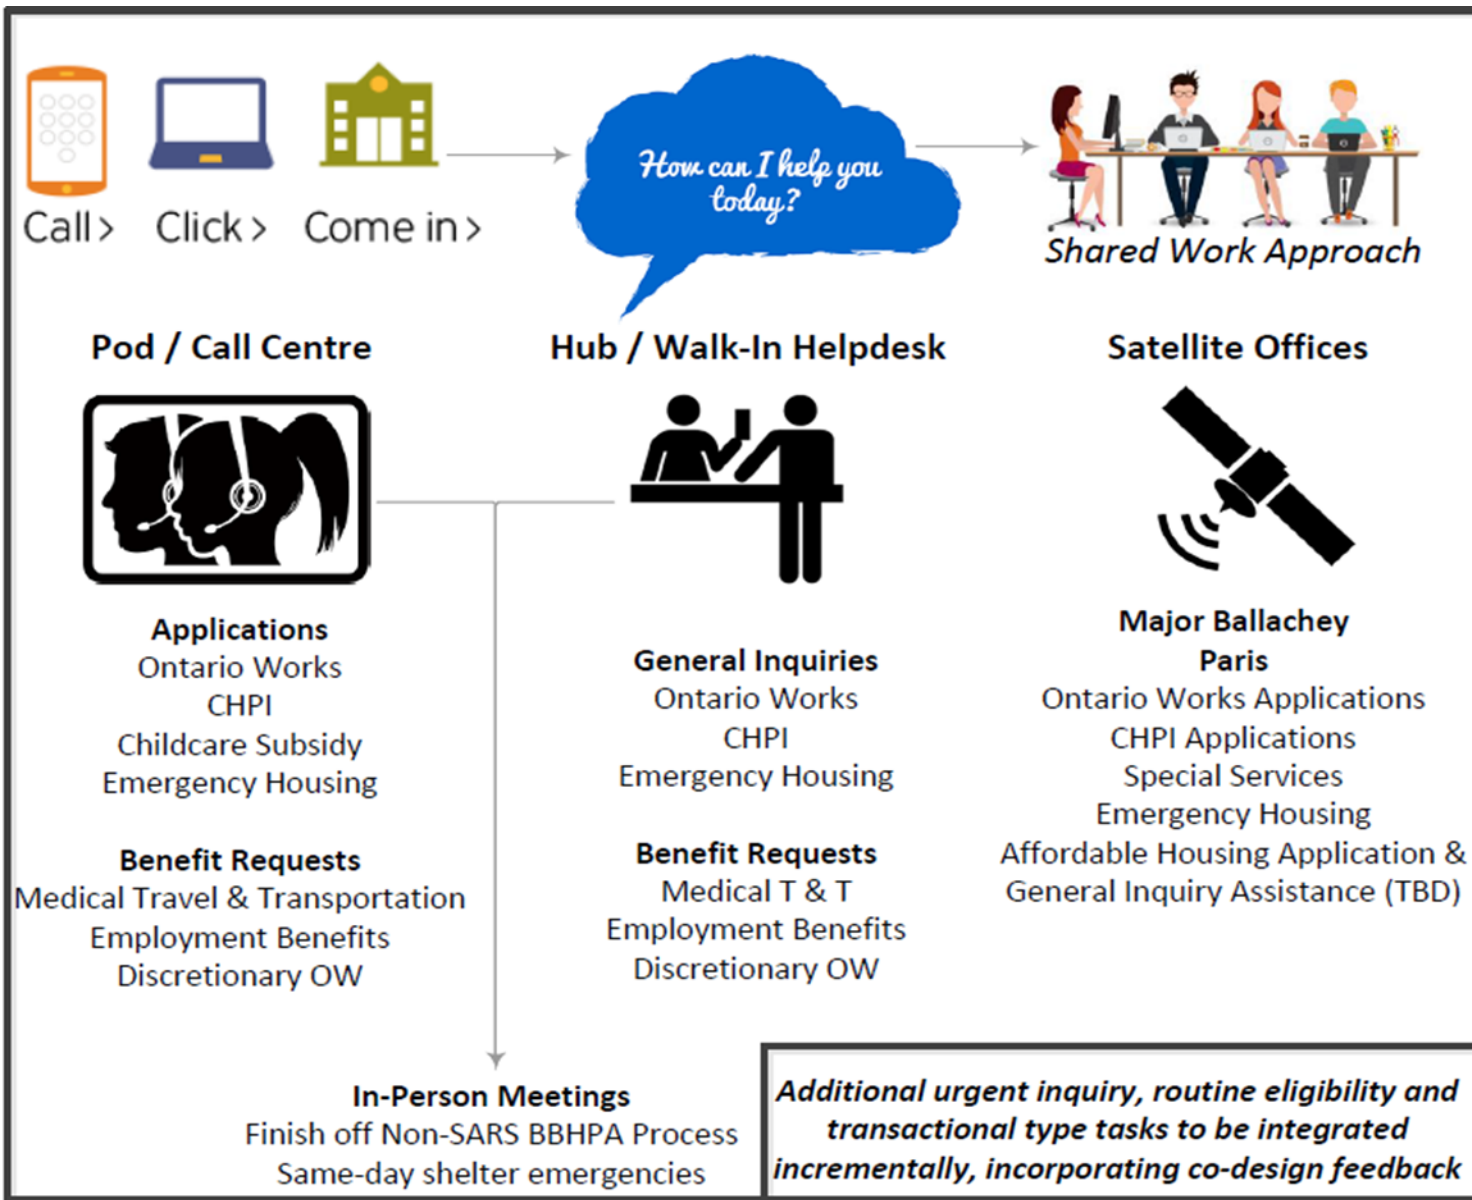 Call >
Click >
Come in >
How can I help you
today?
Shared Work Approach
Pod / Call Centre
Applications
Ontario Works
CHPI
Childcare Subsidy
Emergency Housing
Benefit Requests
Medical Travel & Transportation
Employment Benefits
Discretionary OW
Hub / Walk-In Helpdesk
General Inquiries
Ontario Works
CHPI
Emergency Housing
Benefit Requests
Medical T & T
Employment Benefits
Discretionary OW
Satellite Offices
Major Ballachey
Paris
Ontario Works Applications
CHPI Applications
Special Services
Emergency Housing
Affordable Housing Application &
General Inquiry Assistance (TBD)
In-Person Meetings
Finish off Non-SARS BBHPA Process
Same-day shelter emergencies
Additional urgent inquiry, routine eligibility and
transactional type tasks to be integrated
incrementally, incorporating co-design feedback